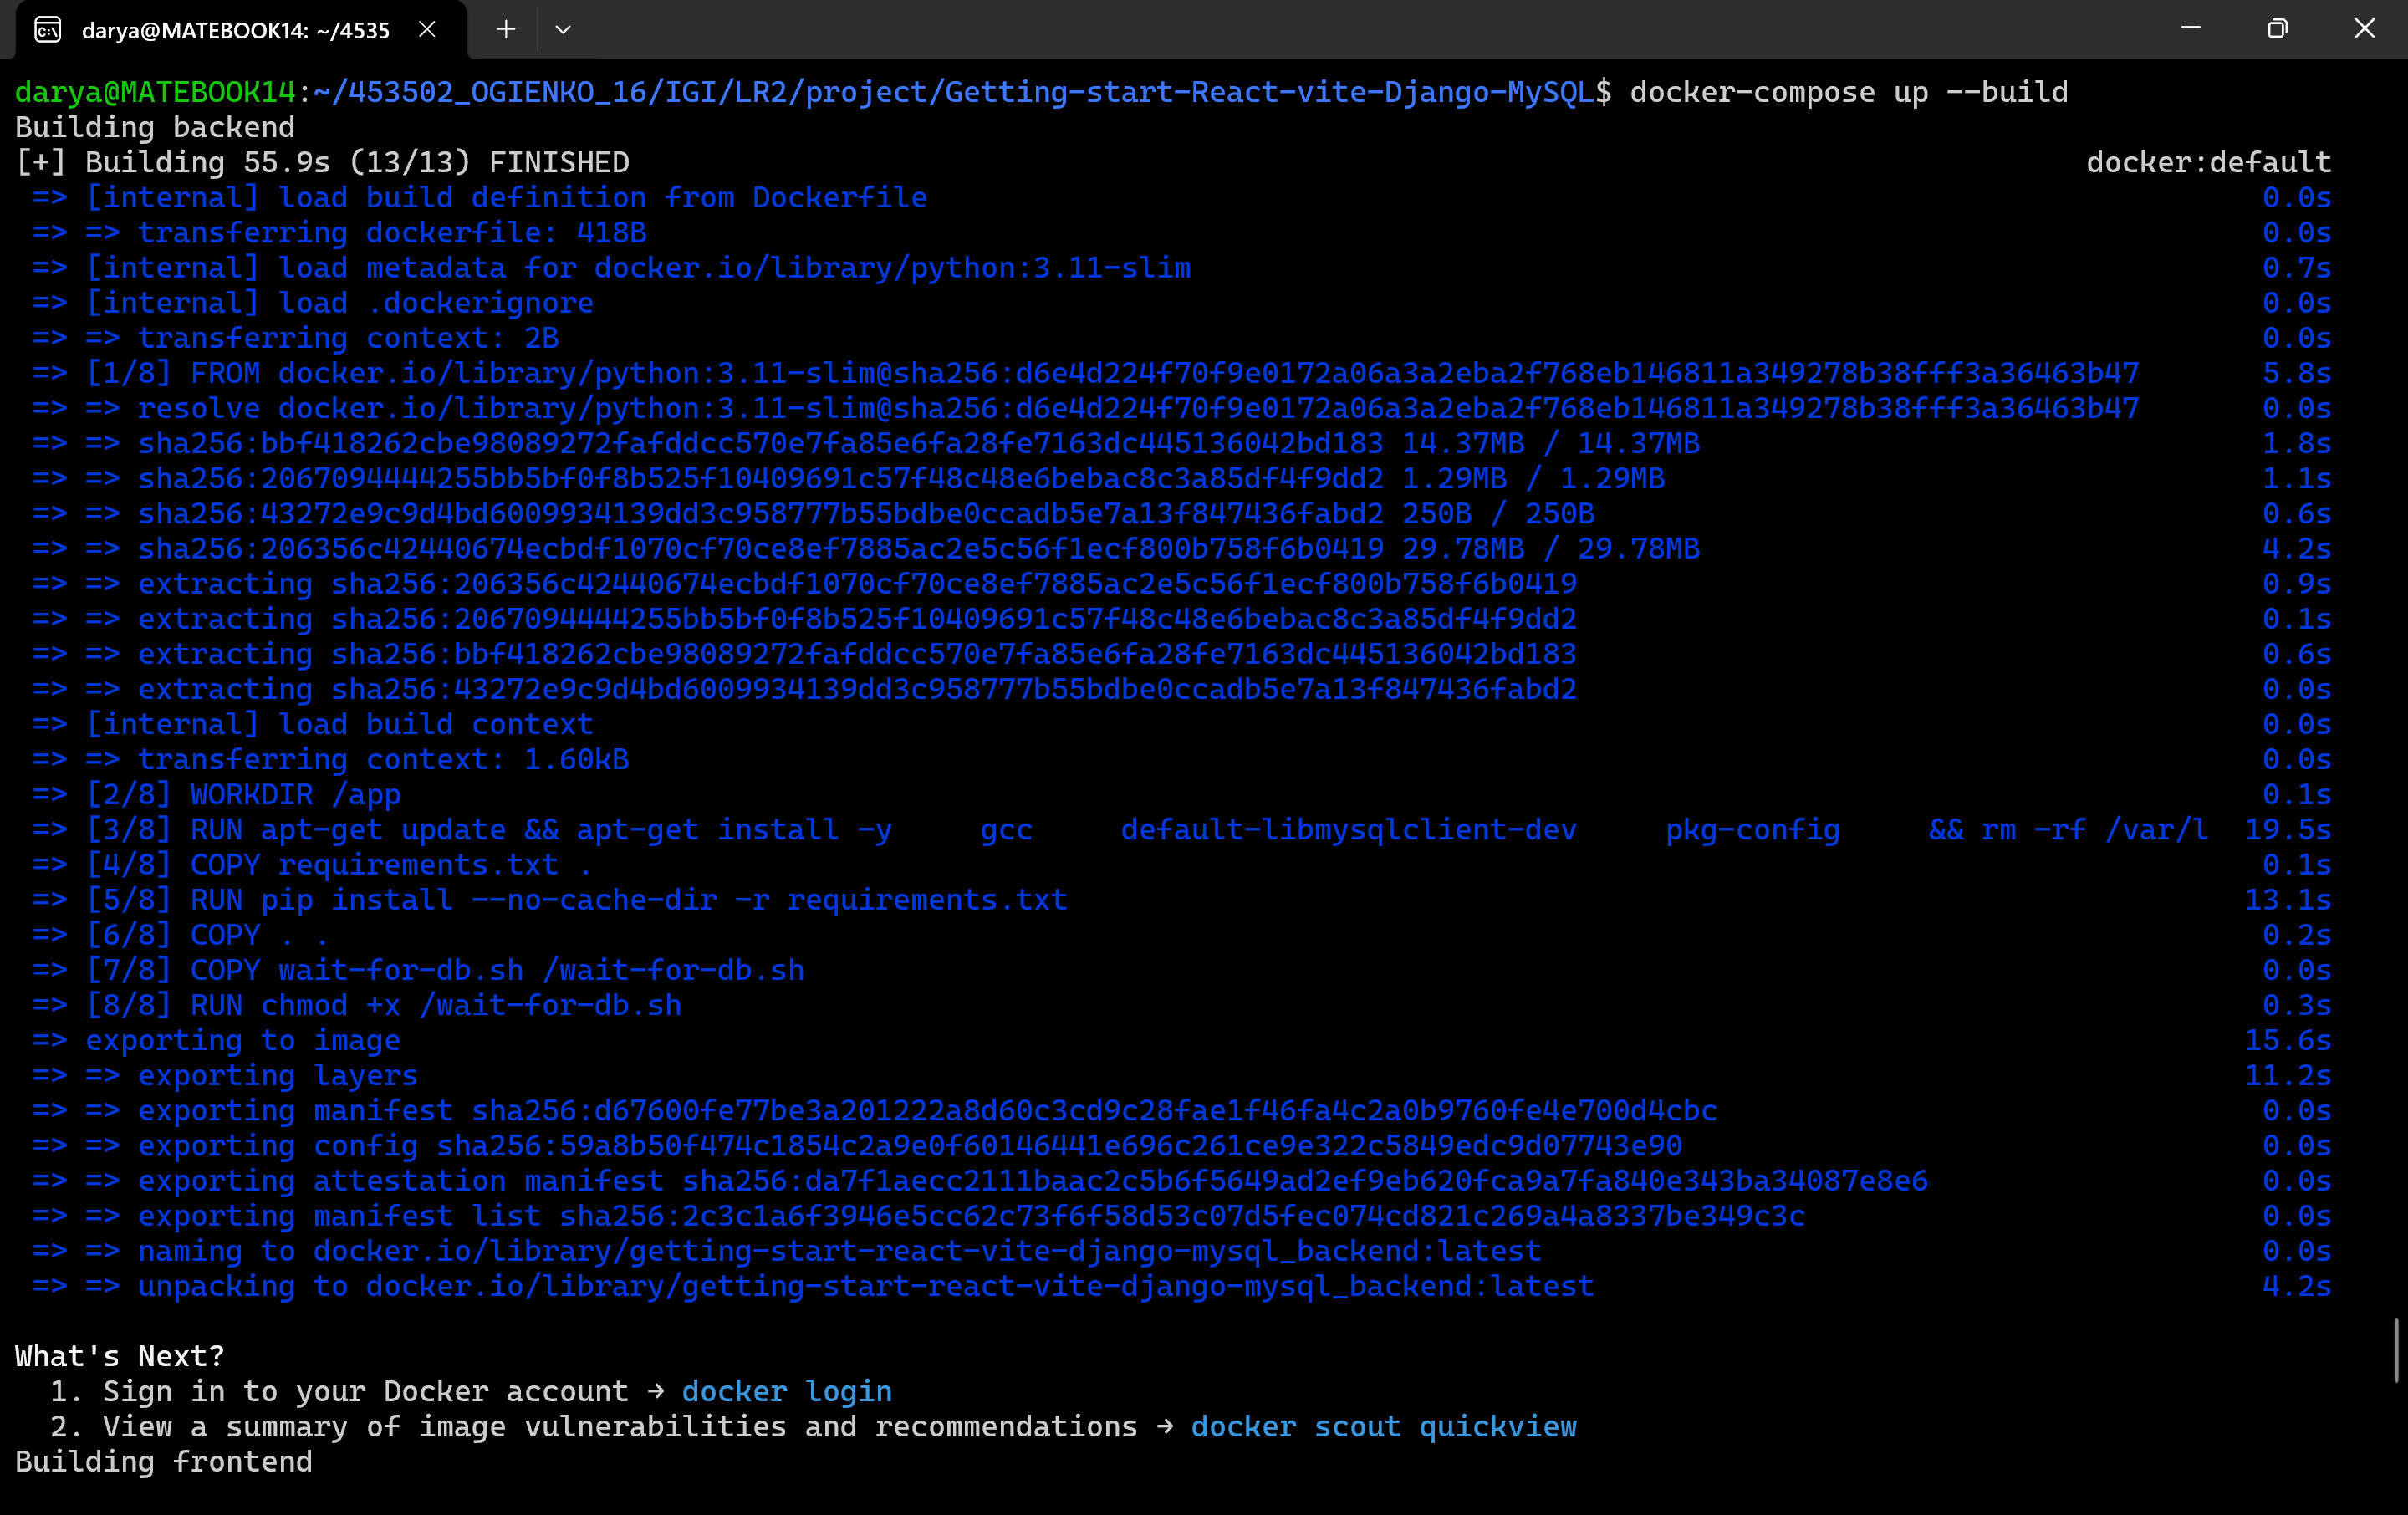 darya@MATEBOOK14: ~/4535
darya@MATEBOOK14:~/453502_OGIENKO_16/IGI/LR2/project/Getting-start-React-vite-Django-MySQL$ docker-compose up --build
Building backend
[+] Building 55.9s (13/13) FINISHED docker:default
=> [internal] load build definition from Dockerfile 0.0s
=> => transferring dockerfile: 418B 0.0s
=> [internal] load metadata for docker.io/library/python:3.11-slim 0.7s
=> [internal] load .dockerignore 0.0s
=> => transferring context: 2B 0.0s
=> [1/8] FROM docker.io/library/python:3.11-slim@sha256:d6e4d224f70f9e0172a06a3a2eba2f768eb146811a349278b38fff3a36463b47 5.8s
=> => resolve docker.io/library/python:3.11-slim@sha256:d6e4d224f70f9e0172a06a3a2eba2f768eb146811a349278b38fff3a36463b47 0.0s
=> => sha256:bbf418262cbe98089272fafddcc570e7fa85e6fa28fe7163dc445136042bd183 14.37MB / 14.37MB 1.8s
=> => sha256:2067094444255bb5bf0f8b525f10409691c57f48c48e6bebac8c3a85df4f9dd2 1.29MB / 1.29MB 1.1s
=> => sha256:43272e9c9d4bd6009934139dd3c958777b55bdbe0ccadb5e7a13f847436fabd2 250B / 250B 0.6s
=> => sha256:206356c42440674ecbdf1070cf70ce8ef7885ac2e5c56f1ecf800b758f6b0419 29.78MB / 29.78MB 4.2s
=> => extracting sha256:206356c42440674ecbdf1070cf70ce8ef7885ac2e5c56f1ecf800b758f6b0419 0.9s
=> => extracting sha256:2067094444255bb5bf0f8b525f10409691c57f48c48e6bebac8c3a85df4f9dd2 0.1s
=> => extracting sha256:bbf418262cbe98089272fafddcc570e7fa85e6fa28fe7163dc445136042bd183 0.6s
=> => extracting sha256:43272e9c9d4bd6009934139dd3c958777b55bdbe0ccadb5e7a13f847436fabd2 0.0s
=> [internal] load build context 0.0s
=> => transferring context: 1.60kB 0.0s
=> [2/8] WORKDIR /app 0.1s
=> [3/8] RUN apt-get update && apt-get install -y     gcc     default-libmysqlclient-dev     pkg-config     && rm -rf /var/l 19.5s
=> [4/8] COPY requirements.txt . 0.1s
=> [5/8] RUN pip install --no-cache-dir -r requirements.txt 13.1s
=> [6/8] COPY . . 0.2s
=> [7/8] COPY wait-for-db.sh /wait-for-db.sh 0.0s
=> [8/8] RUN chmod +x /wait-for-db.sh 0.3s
=> exporting to image 15.6s
=> => exporting layers 11.2s
=> => exporting manifest sha256:d67600fe77be3a201222a8d60c3cd9c28fae1f46fa4c2a0b9760fe4e700d4cbc 0.0s
=> => exporting config sha256:59a8b50f474c1854c2a9e0f60146441e696c261ce9e322c5849edc9d07743e90 0.0s
=> => exporting attestation manifest sha256:da7f1aecc2111baac2c5b6f5649ad2ef9eb620fca9a7fa840e343ba34087e8e6 0.0s
=> => exporting manifest list sha256:2c3c1a6f3946e5cc62c73f6f58d53c07d5fec074cd821c269a4a8337be349c3c 0.0s
=> => naming to docker.io/library/getting-start-react-vite-django-mysql_backend:latest 0.0s
=> => unpacking to docker.io/library/getting-start-react-vite-django-mysql_backend:latest 4.2s
What's Next?
1. Sign in to your Docker account → docker login
2. View a summary of image vulnerabilities and recommendations → docker scout quickview
Building frontend